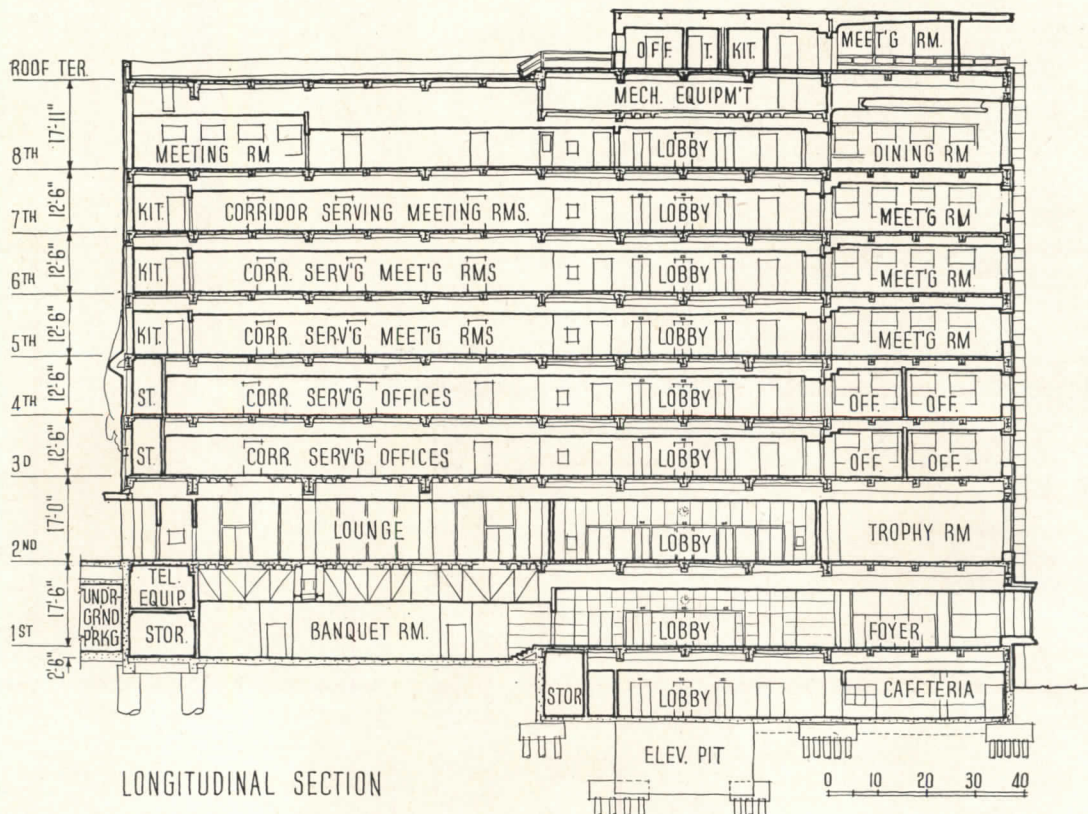 OFF. T. KIT. MEET'G RM.
ROOF TER.
MECH. EQUIPM'T
17'-11"
MEETING RM LOBBY DINING RM
8TH
12'-6"
KIT. CORRIDOR SERVING MEETING RMS. LOBBY MEET'G RM
7TH
12'-6"
KIT. CORR. SERV'G MEET'G RMS LOBBY MEET'G RM.
6TH
12'-6"
KIT. CORR. SERV'G MEET'G RMS LOBBY MEET'G RM
5TH
12'-6"
ST. CORR. SERV'G OFFICES LOBBY OFF. OFF.
4TH
12'-6"
ST. CORR. SERV'G OFFICES LOBBY OFF. OFF.
3D
17'-0"
LOUNGE LOBBY TROPHY RM
2ND
17'-6"
TEL.
EQUIP.
UNDR-
GRND
PRKG
STOR. BANQUET RM. LOBBY FOYER
1ST
2'-6"
STOR LOBBY CAFETERIA
ELEV. PIT
LONGITUDINAL SECTION
0 10 20 30 40